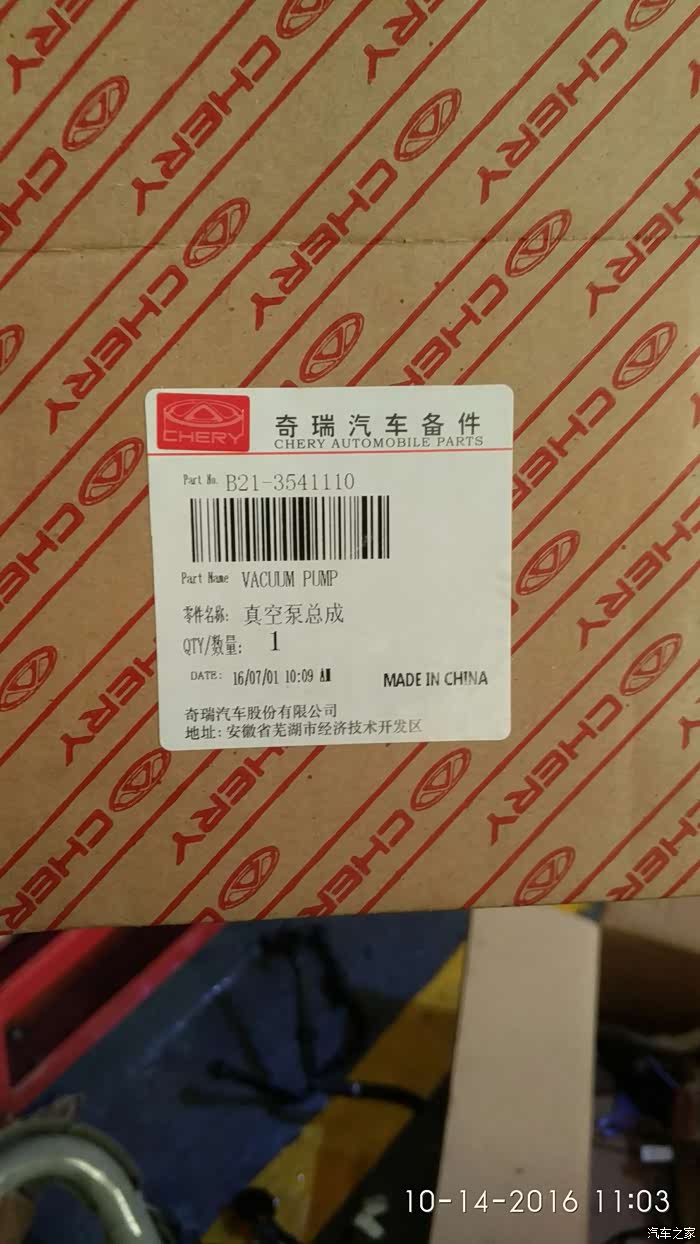 CHERY
奇瑞汽车备件
CHERY AUTOMOBILE PARTS
Part No. B21-3541110
Part Name VACUUM PUMP
零件名称: 真空泵总成
QTY/数量: 1
DATE: 16/07/01 10:09 AM
MADE IN CHINA
奇瑞汽车股份有限公司
地址: 安徽省芜湖市经济技术开发区
10-14-2016 11:03
汽车之家